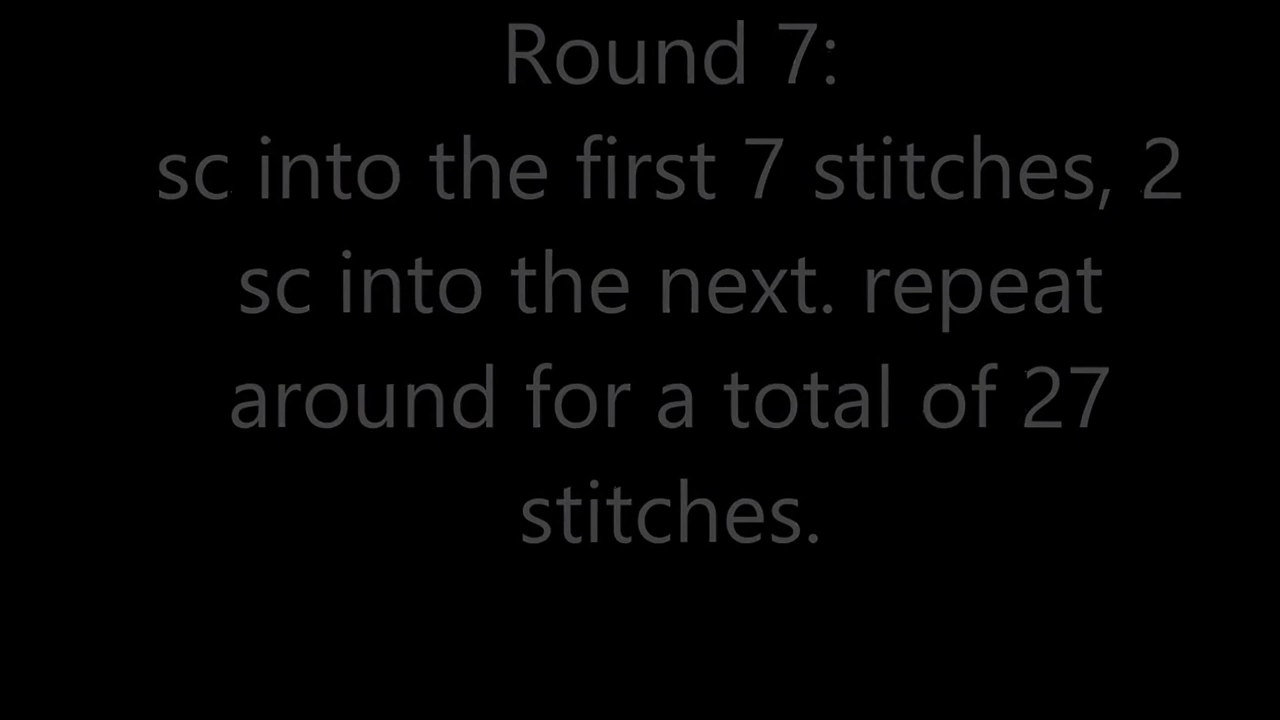 Round 7:
sc into the first 7 stitches, 2
sc into the next. repeat
around for a total of 27
stitches.